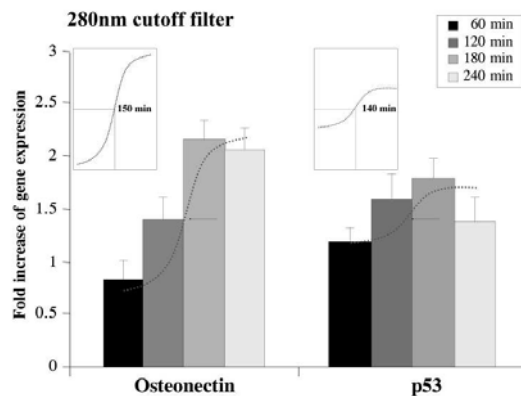 280nm cutoff filter
60 min
120 min
180 min
240 min
Fold increase of gene expression
3
2.5
2
1.5
1
0.5
0
150 min
140 min
Osteonectin
p53